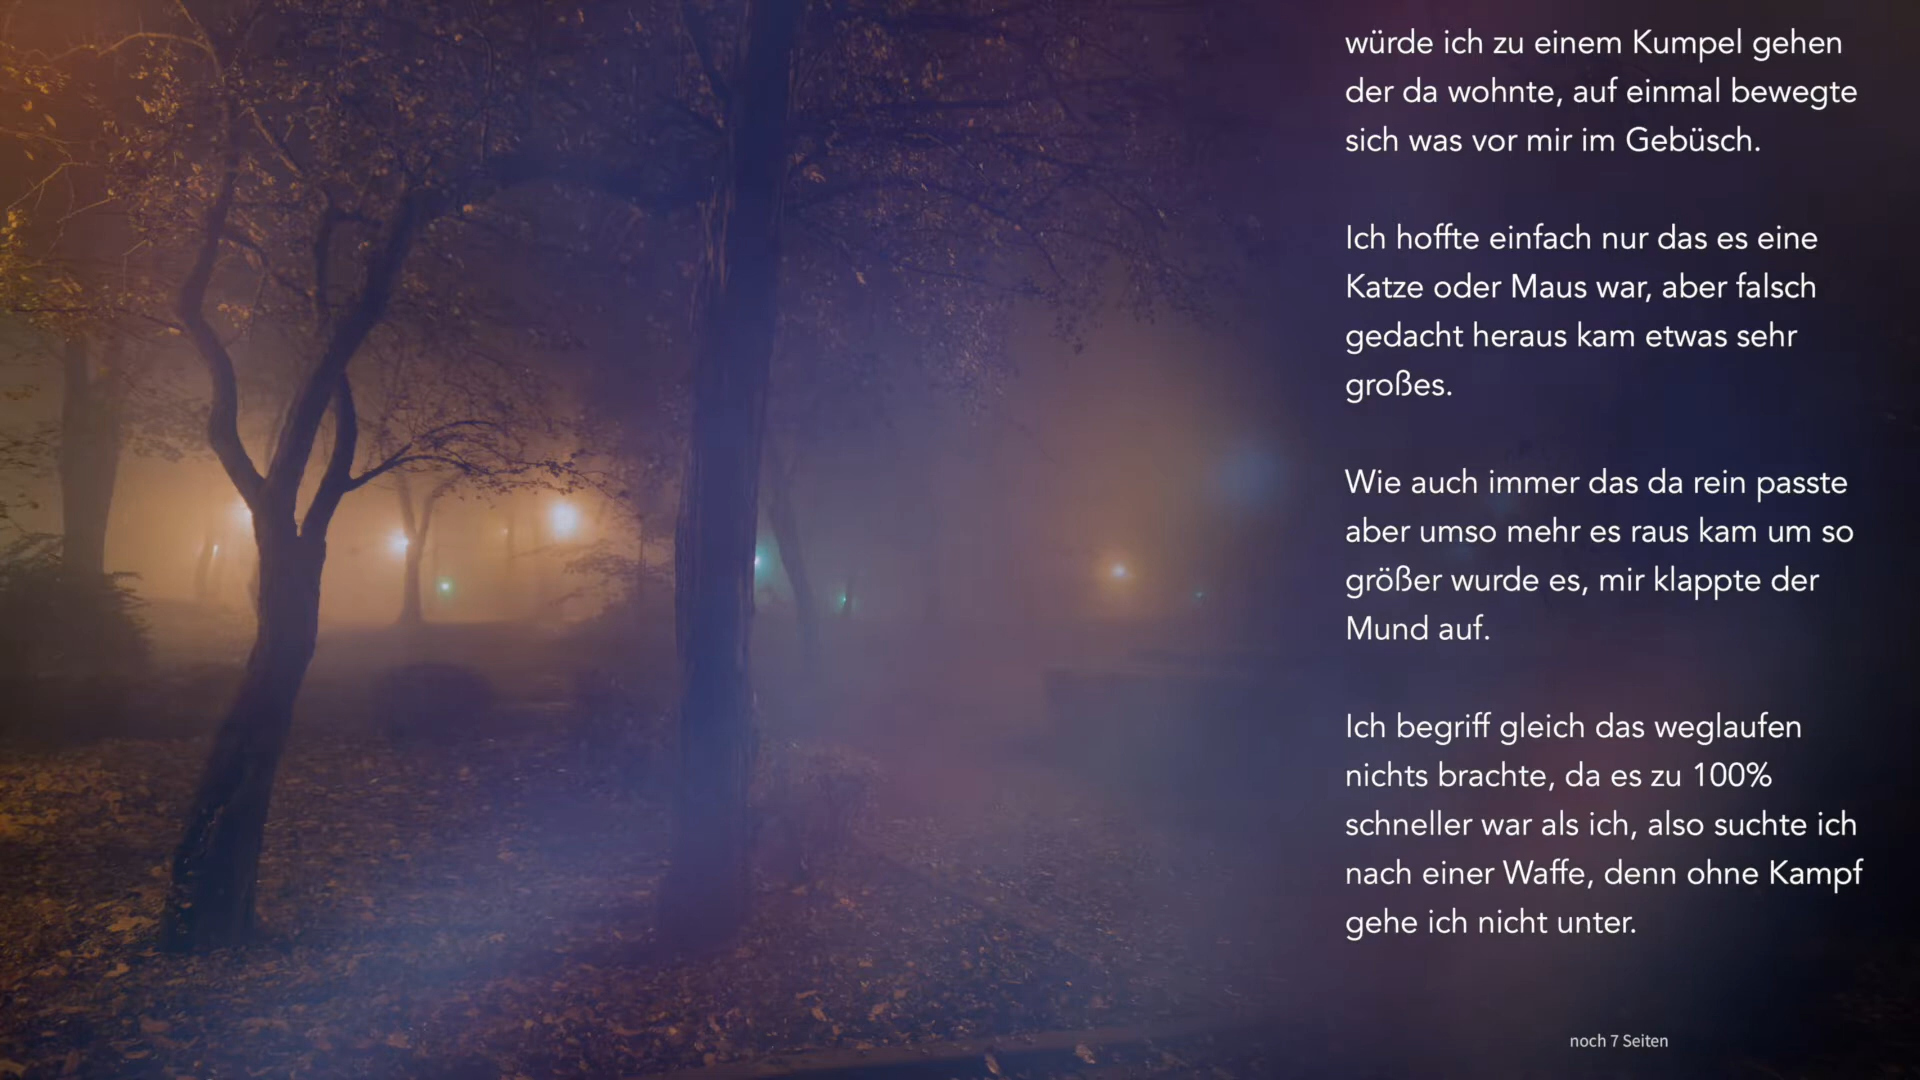 würde ich zu einem Kumpel gehen
der da wohnte, auf einmal bewegte
sich was vor mir im Gebüsch.
Ich hoffte einfach nur das es eine
Katze oder Maus war, aber falsch
gedacht heraus kam etwas sehr
großes.
Wie auch immer das da rein passte
aber umso mehr es raus kam um so
größer wurde es, mir klappte der
Mund auf.
Ich begriff gleich das weglaufen
nichts brachte, da es zu 100%
schneller war als ich, also suchte ich
nach einer Waffe, denn ohne Kampf
gehe ich nicht unter.
noch 7 Seiten